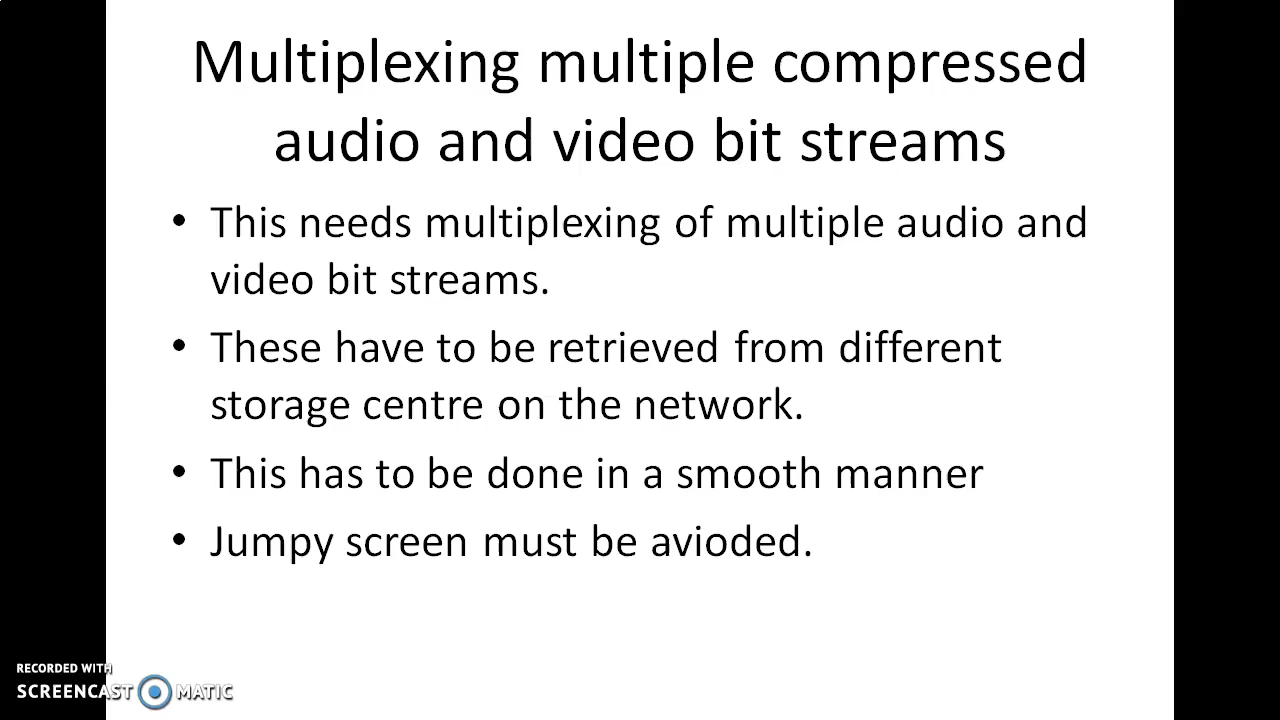 Multiplexing multiple compressed
audio and video bit streams
• This needs multiplexing of multiple audio and
video bit streams.
• These have to be retrieved from different
storage centre on the network.
• This has to be done in a smooth manner
• Jumpy screen must be avioded.
RECORDED WITH
SCREENCAST MATIC